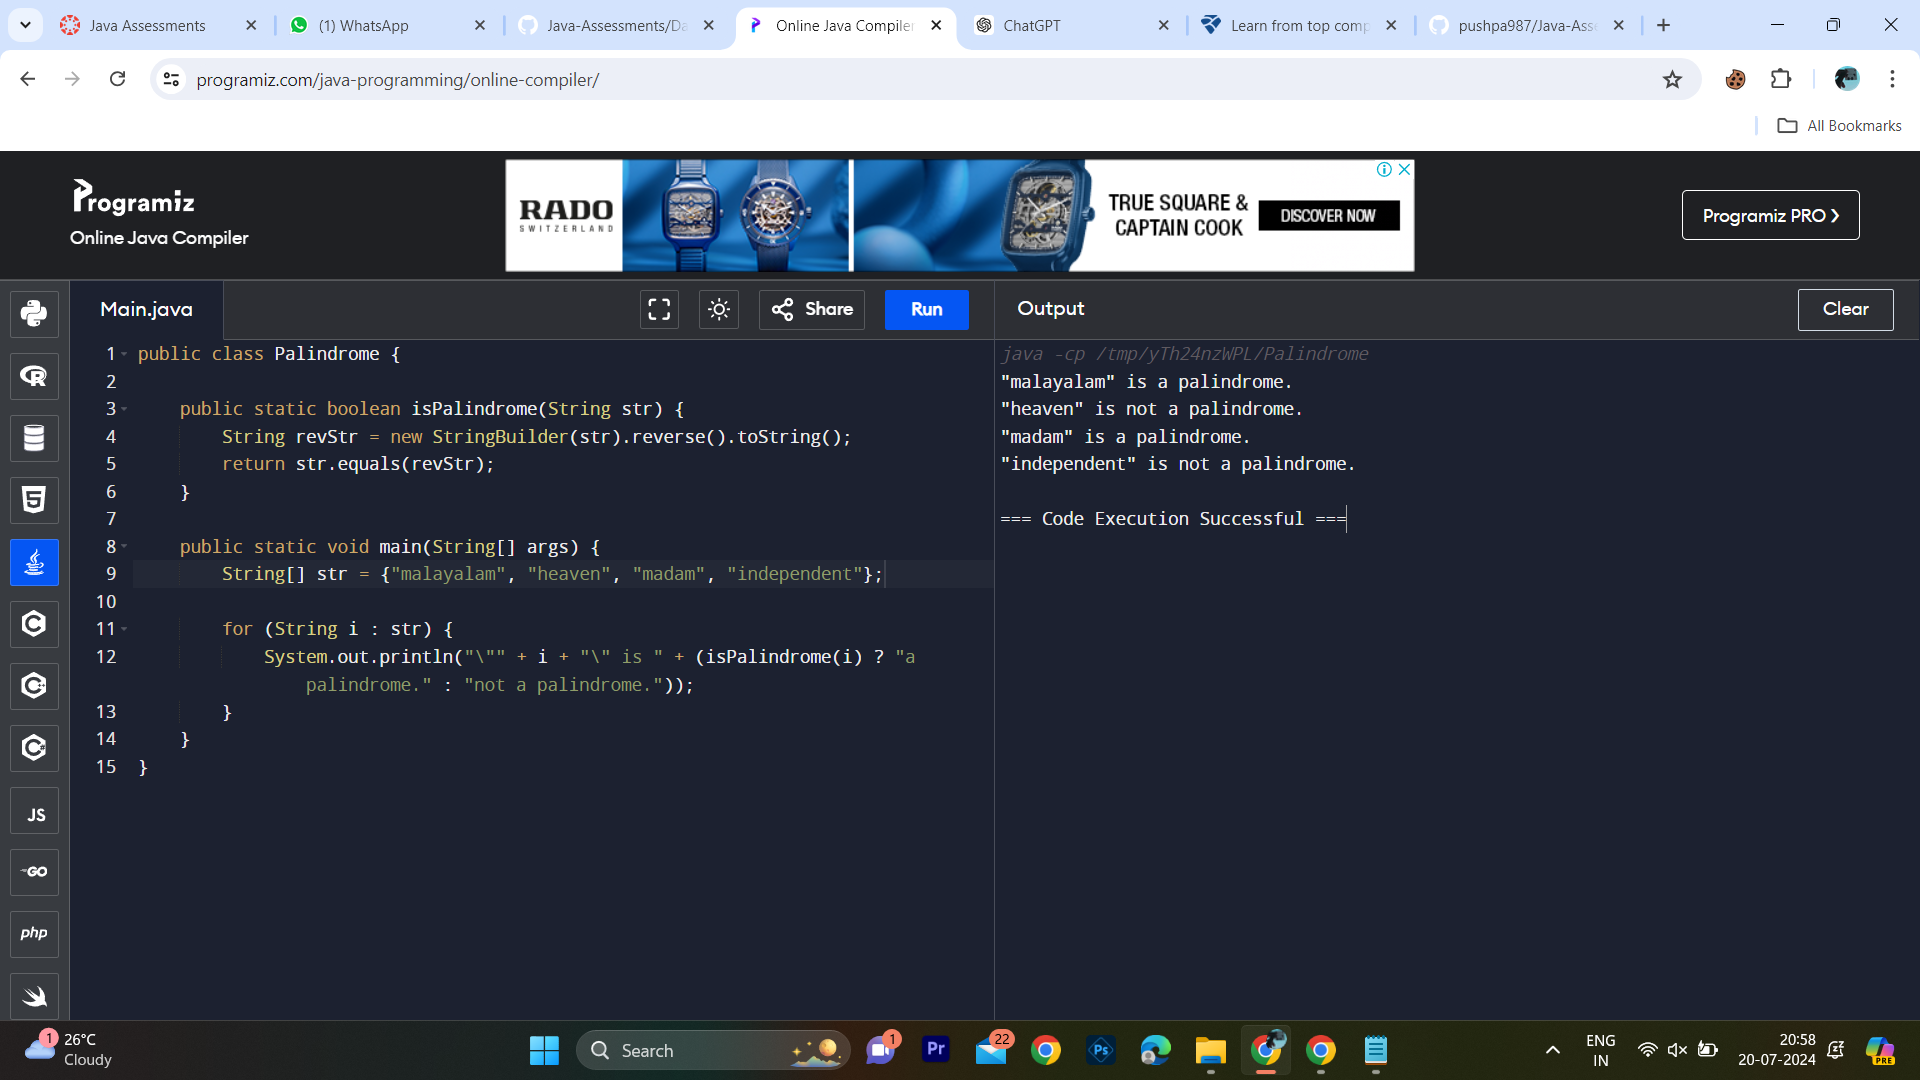 Java Assessments
(1) WhatsApp
Java-Assessments/Da
Online Java Compiler
ChatGPT
Learn from top comp
pushpa987/Java-Asse
programiz.com/java-programming/online-compiler/
All Bookmarks
Programiz
Online Java Compiler
RADO
SWITZERLAND
TRUE SQUARE &
CAPTAIN COOK
DISCOVER NOW
Programiz PRO ❯
Main.java
Share
Run
Output
Clear
1 public class Palindrome {
2
3 public static boolean isPalindrome(String str) {
4 String revStr = new StringBuilder(str).reverse().toString();
5 return str.equals(revStr);
6 }
7
8 public static void main(String[] args) {
9 String[] str = {"malayalam", "heaven", "madam", "independent"};
10
11 for (String i : str) {
12 System.out.println("\"" + i + "\" is " + (isPalindrome(i) ? "a
palindrome." : "not a palindrome."));
13 }
14 }
15 }
java -cp /tmp/yTh24nzWPL/Palindrome
"malayalam" is a palindrome.
"heaven" is not a palindrome.
"madam" is a palindrome.
"independent" is not a palindrome.
=== Code Execution Successful ===
R
5
C
C
C#
JS
GO
php
1
26°C
Cloudy
Search
1
Pr
22
Ps
ENG
IN
20:58
20-07-2024
PRE